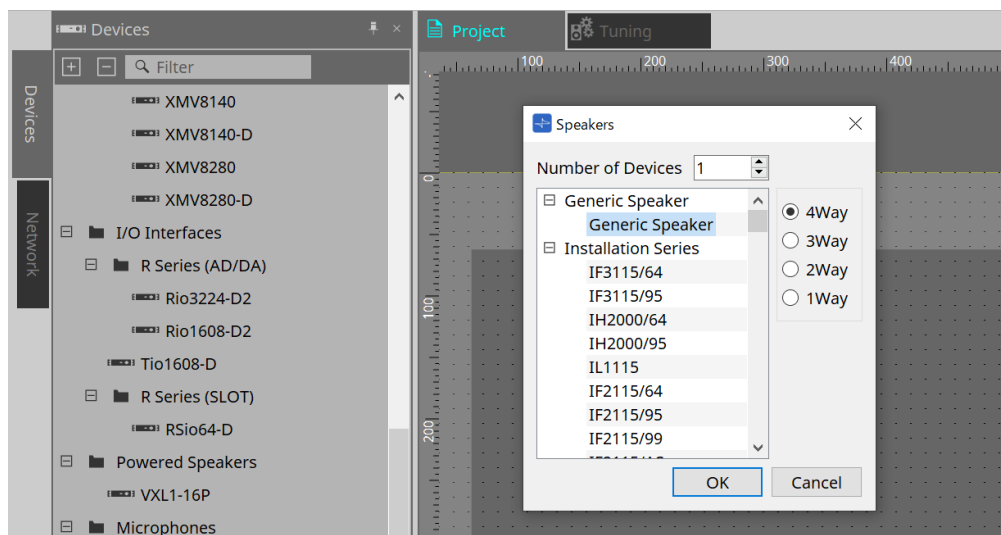 Devices
Filter
XMV8140
XMV8140-D
XMV8280
XMV8280-D
I/O Interfaces
R Series (AD/DA)
Rio3224-D2
Rio1608-D2
Tio1608-D
R Series (SLOT)
RSio64-D
Powered Speakers
VXL1-16P
Microphones
Devices
Network
Project
Tuning
100
200
300
400
0
100
200
Speakers
Number of Devices 1
Generic Speaker
Generic Speaker
Installation Series
IF3115/64
IF3115/95
IH2000/64
IH2000/95
IL1115
IF2115/64
IF2115/95
IF2115/99
4Way
3Way
2Way
1Way
OK
Cancel